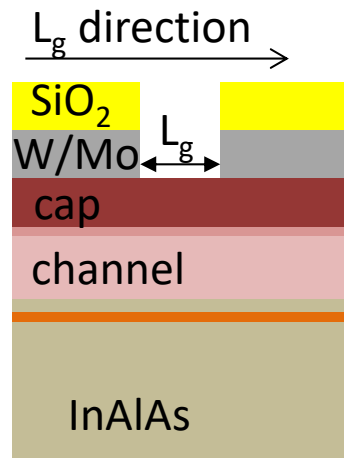 Lg direction
SiO2
Lg
W/Mo
cap
channel
InAlAs